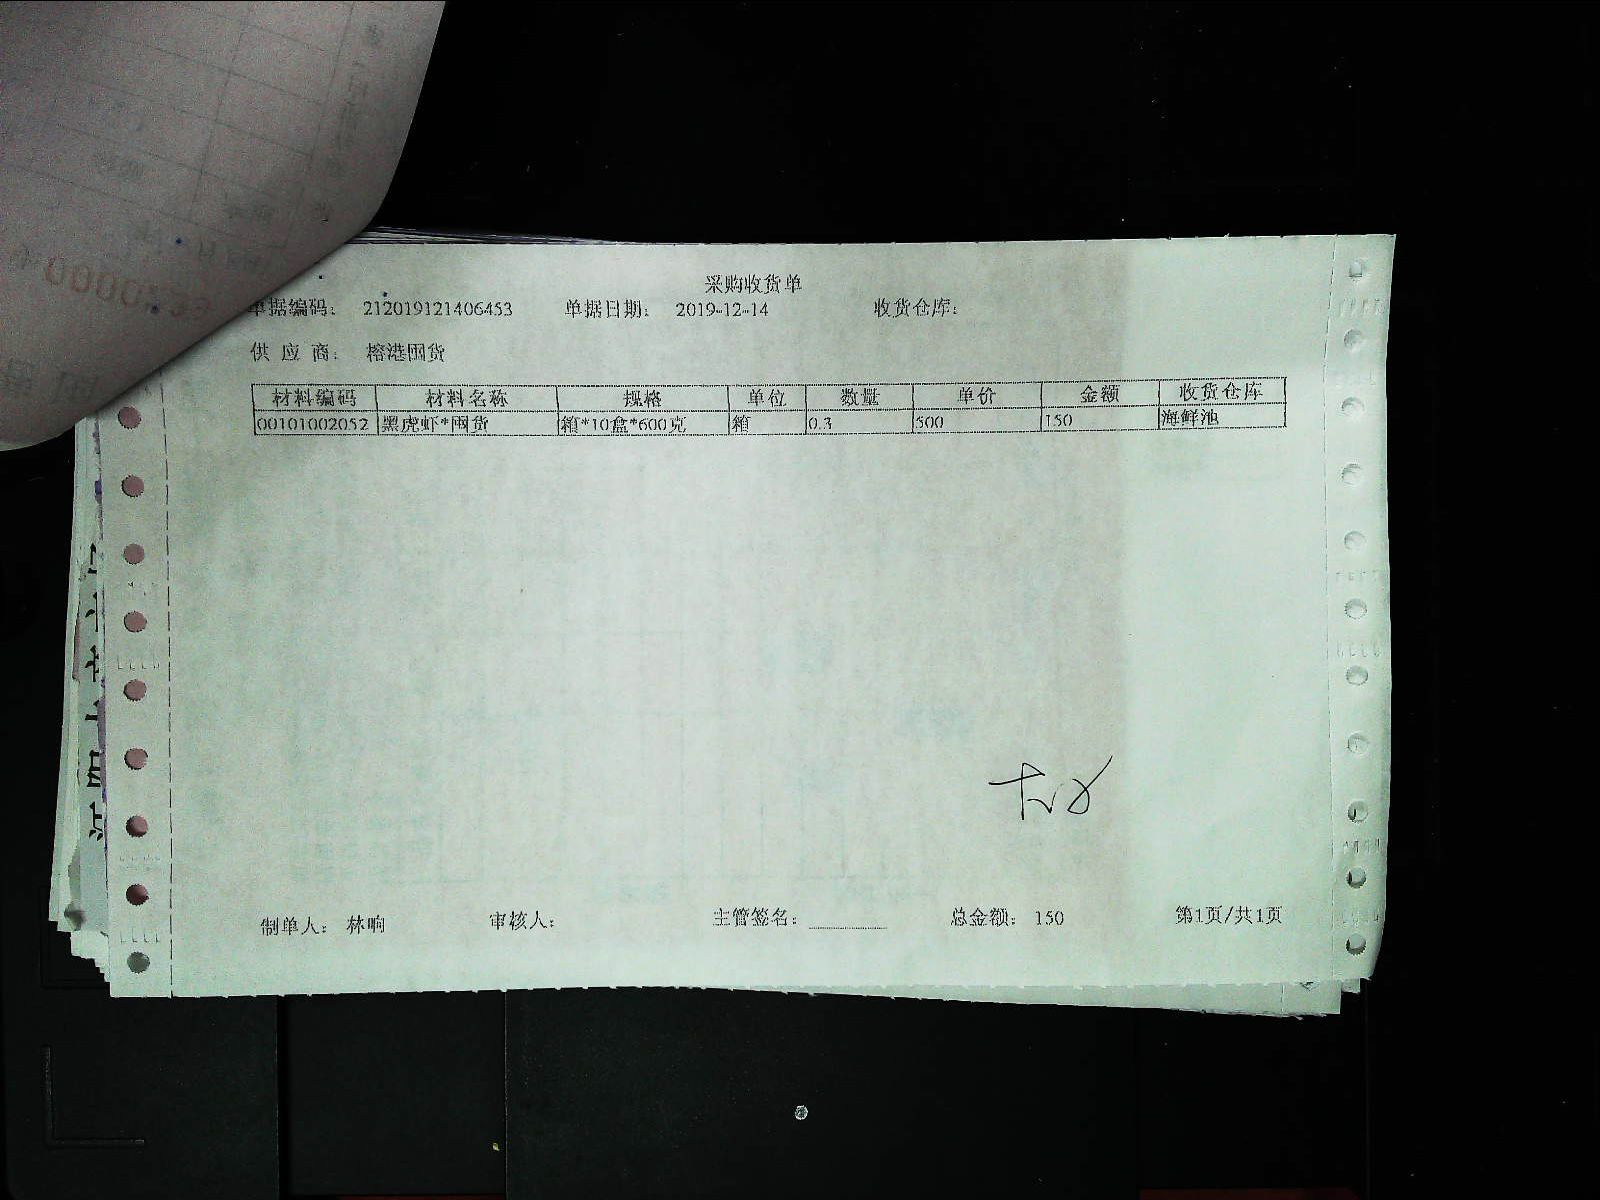 采购收货单
单据编码: 212019121406453 单据日期: 2019-12-14 收货仓库:
供应商: 榕港囤货
材料编码 材料名称 规格 单位 数量 单价 金额 收货仓库
00101002052 黑虎虾*囤货 箱*10盒*600克 箱 0.3 500 150 海鲜池
制单人: 林晌 审核人: 主管签名: 总金额: 150 第1页/共1页